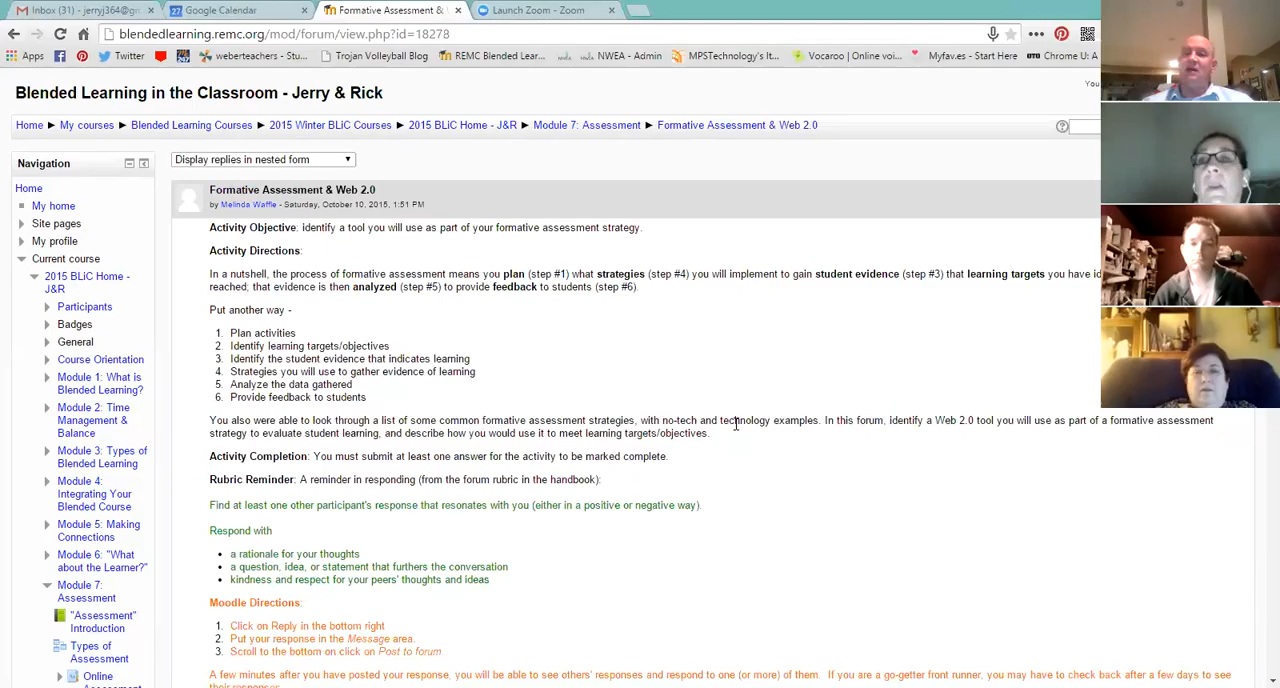 Inbox (31) - jerryj364@gm
Google Calendar
Formative Assessment &
Launch Zoom - Zoom
blendedlearning.remc.org/mod/forum/view.php?id=18278
Apps Twitter weberteachers - Stu... Trojan Volleyball Blog REMC Blended Lear... NWEA - Admin MPSTechnology's It... Vocaroo | Online voi... Myfav.es - Start Here Chrome U
Blended Learning in the Classroom - Jerry & Rick
You
Home ► My courses ► Blended Learning Courses ► 2015 Winter BLiC Courses ► 2015 BLiC Home - J&R ► Module 7: Assessment ► Formative Assessment & Web 2.0
Navigation
Home
My home
Site pages
My profile
Current course
2015 BLiC Home -
J&R
Participants
Badges
General
Course Orientation
Module 1: What is
Blended Learning?
Module 2: Time
Management &
Balance
Module 3: Types of
Blended Learning
Module 4:
Integrating Your
Blended Course
Module 5: Making
Connections
Module 6: "What
about the Learner?"
Module 7:
Assessment
"Assessment"
Introduction
Types of
Assessment
Online
Display replies in nested form
Formative Assessment & Web 2.0
by Melinda Waffle - Saturday, October 10, 2015, 1:51 PM
Activity Objective: identify a tool you will use as part of your formative assessment strategy.
Activity Directions:
In a nutshell, the process of formative assessment means you plan (step #1) what strategies (step #4) you will implement to gain student evidence (step #3) that learning targets you have id
reached; that evidence is then analyzed (step #5) to provide feedback to students (step #6).
Put another way -
1. Plan activities
2. Identify learning targets/objectives
3. Identify the student evidence that indicates learning
4. Strategies you will use to gather evidence of learning
5. Analyze the data gathered
6. Provide feedback to students
You also were able to look through a list of some common formative assessment strategies, with no-tech and technology examples. In this forum, identify a Web 2.0 tool you will use as part of a formative assessment
strategy to evaluate student learning, and describe how you would use it to meet learning targets/objectives.
Activity Completion: You must submit at least one answer for the activity to be marked complete.
Rubric Reminder: A reminder in responding (from the forum rubric in the handbook):
Find at least one other participant's response that resonates with you (either in a positive or negative way).
Respond with
• a rationale for your thoughts
• a question, idea, or statement that furthers the conversation
• kindness and respect for your peers' thoughts and ideas
Moodle Directions:
1. Click on Reply in the bottom right
2. Put your response in the Message area.
3. Scroll to the bottom on click on Post to forum
A few minutes after you have posted your response, you will be able to see others' responses and respond to one (or more) of them. If you are a go-getter front runner, you may have to check back after a few days to see